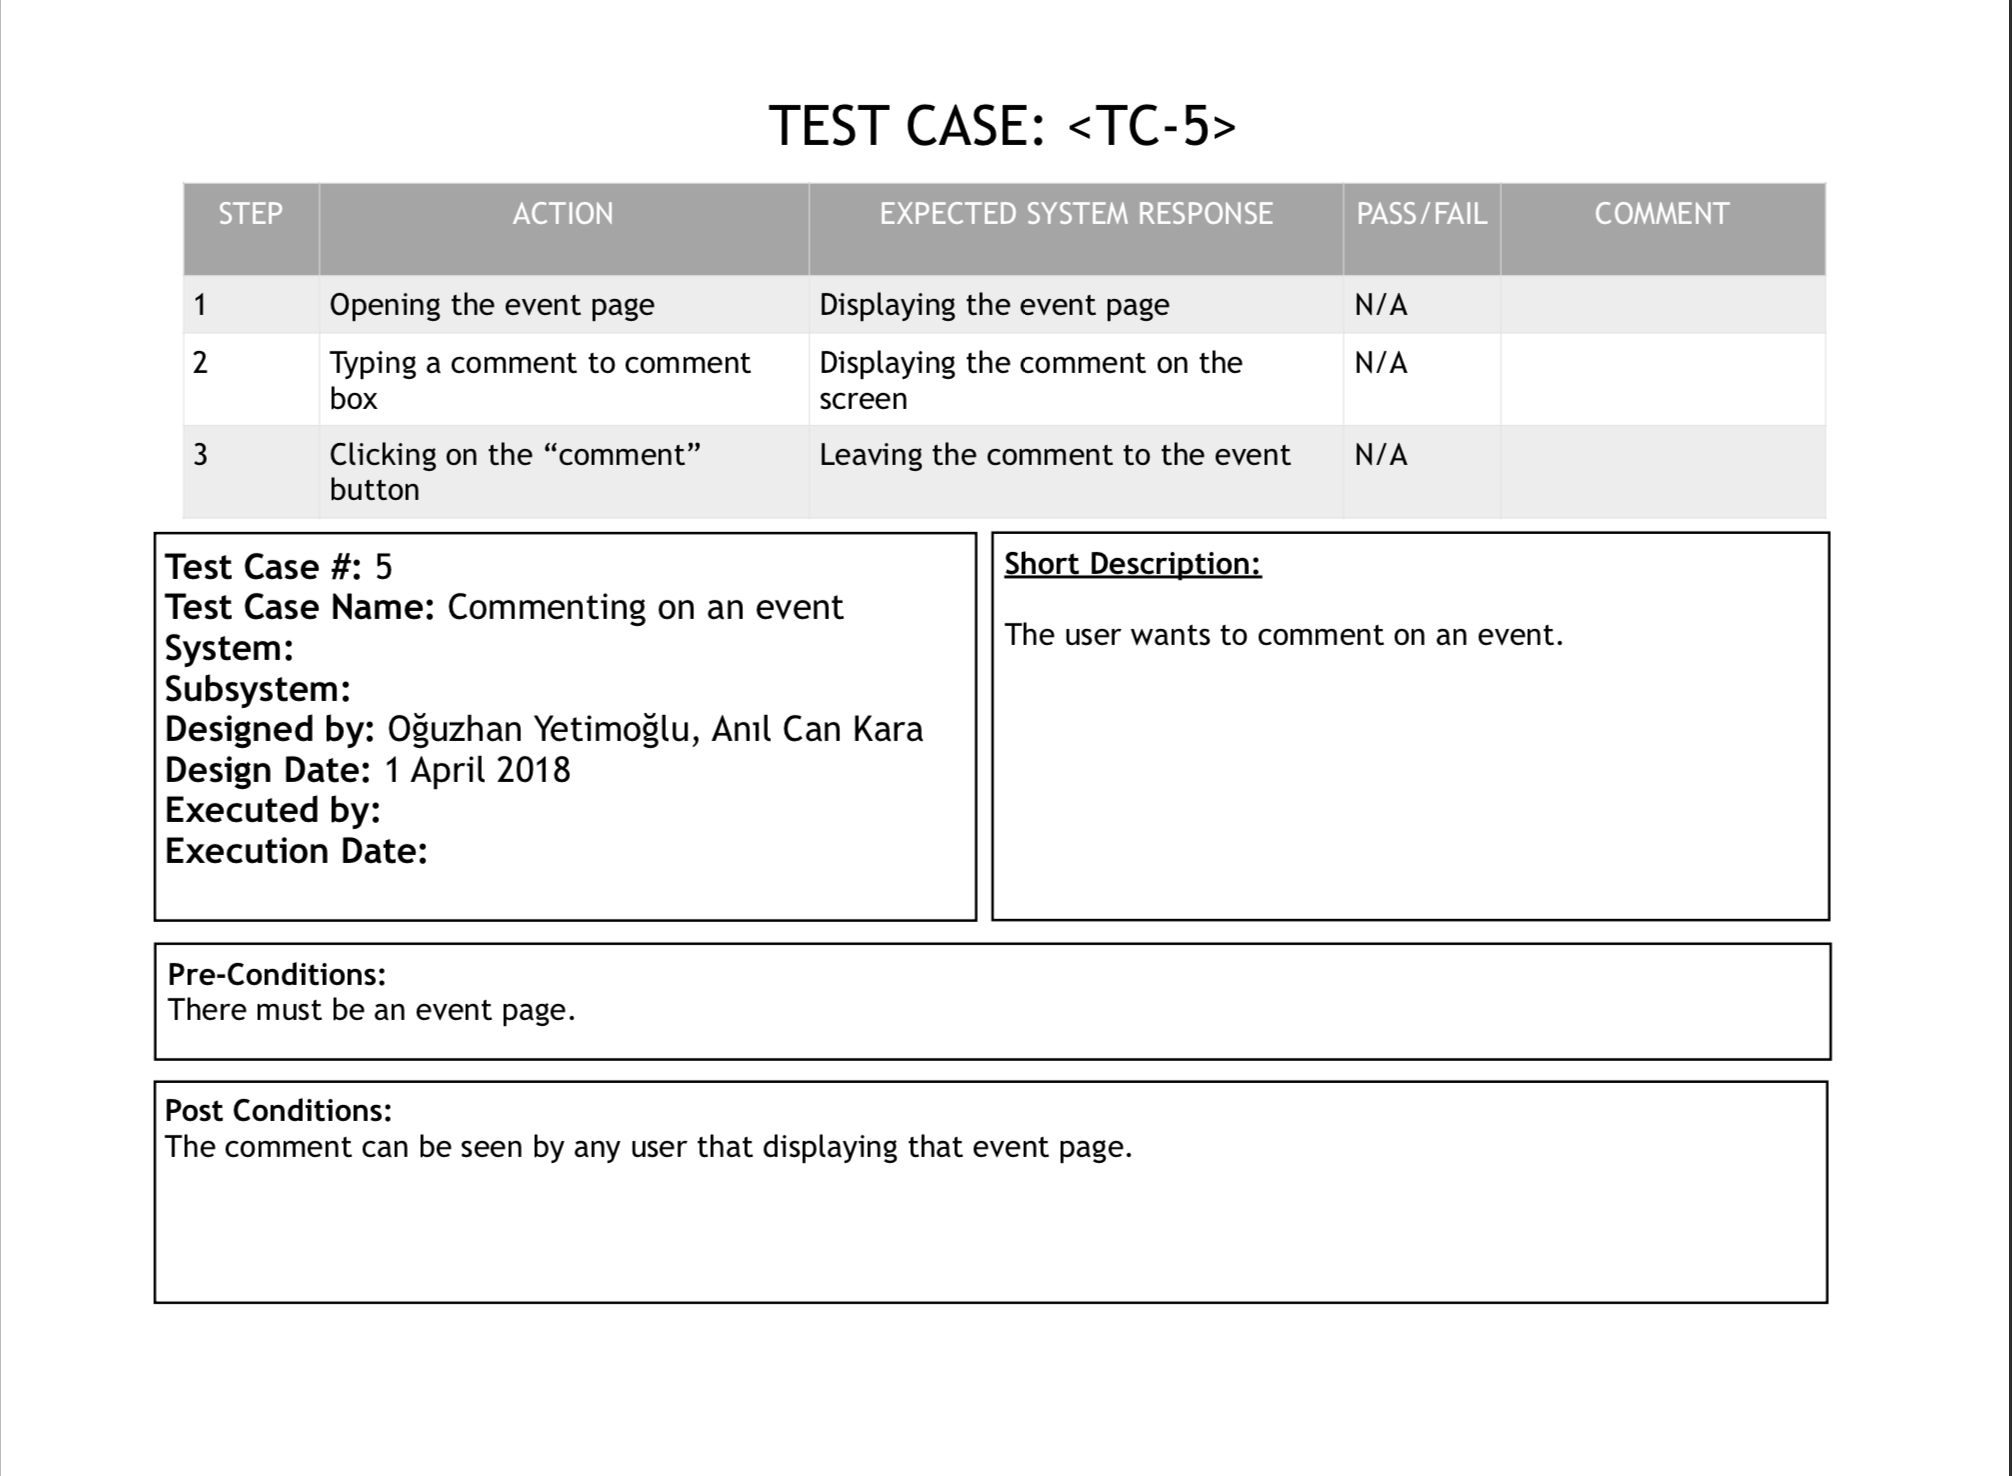 TEST CASE: <TC-5>
STEP ACTION EXPECTED SYSTEM RESPONSE PASS/FAIL COMMENT
1 Opening the event page Displaying the event page N/A
2 Typing a comment to comment box Displaying the comment on the screen N/A
3 Clicking on the “comment” button Leaving the comment to the event N/A
Test Case #: 5
Test Case Name: Commenting on an event
System:
Subsystem:
Designed by: Oğuzhan Yetimoğlu, Anıl Can Kara
Design Date: 1 April 2018
Executed by:
Execution Date:
Short Description:
The user wants to comment on an event.
Pre-Conditions:
There must be an event page.
Post Conditions:
The comment can be seen by any user that displaying that event page.